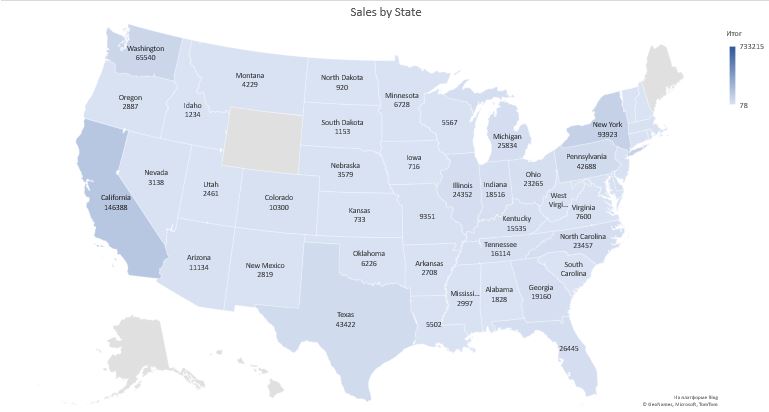 Sales by State
Итог
733215
78
Washington
65540
Montana
4229
North Dakota
920
Minnesota
6728
Oregon
2887
Idaho
1234
South Dakota
1153
5567
Michigan
25834
New York
93923
Nevada
3138
Utah
2461
Colorado
10300
Nebraska
3579
Iowa
716
Illinois
24352
Indiana
18516
Ohio
23265
Pennsylvania
42688
West
Virgi...
Virginia
7600
California
146388
Kansas
733
9351
Kentucky
15535
Arizona
11134
New Mexico
2819
Oklahoma
6226
Arkansas
2708
Tennessee
16114
North Carolina
23457
South
Carolina
Texas
43422
5502
Mississi...
2997
Alabama
1828
Georgia
19160
26445
На платформе Bing
© GeoNames, Microsoft, TomTom